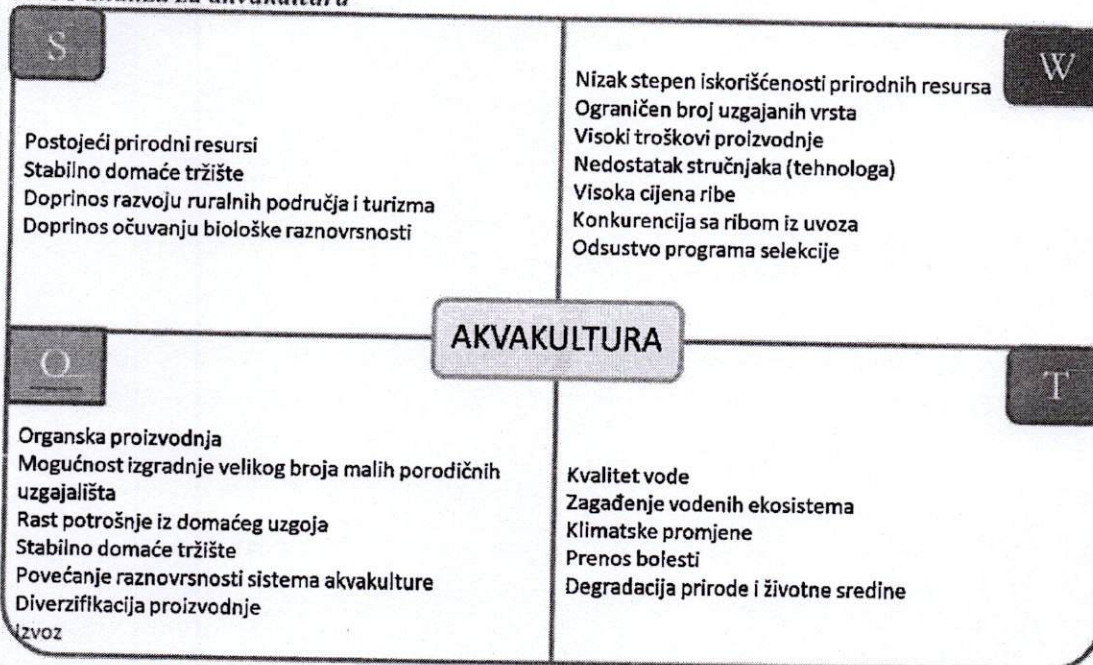 analiza za akvakulturu
S
Postojeći prirodni resursi
Stabilno domaće tržište
Doprinos razvoju ruralnih područja i turizma
Doprinos očuvanju biološke raznovrsnosti
W
Nizak stepen iskorišćenosti prirodnih resursa
Ograničen broj uzgajanih vrsta
Visoki troškovi proizvodnje
Nedostatak stručnjaka (tehnologa)
Visoka cijena ribe
Konkurencija sa ribom iz uvoza
Odsustvo programa selekcije
AKVAKULTURA
O
Organska proizvodnja
Mogućnost izgradnje velikog broja malih porodičnih
uzgajališta
Rast potrošnje iz domaćeg uzgoja
Stabilno domaće tržište
Povećanje raznovrsnosti sistema akvakulture
Diverzifikacija proizvodnje
Izvoz
T
Kvalitet vode
Zagađenje vodenih ekosistema
Klimatske promjene
Prenos bolesti
Degradacija prirode i životne sredine